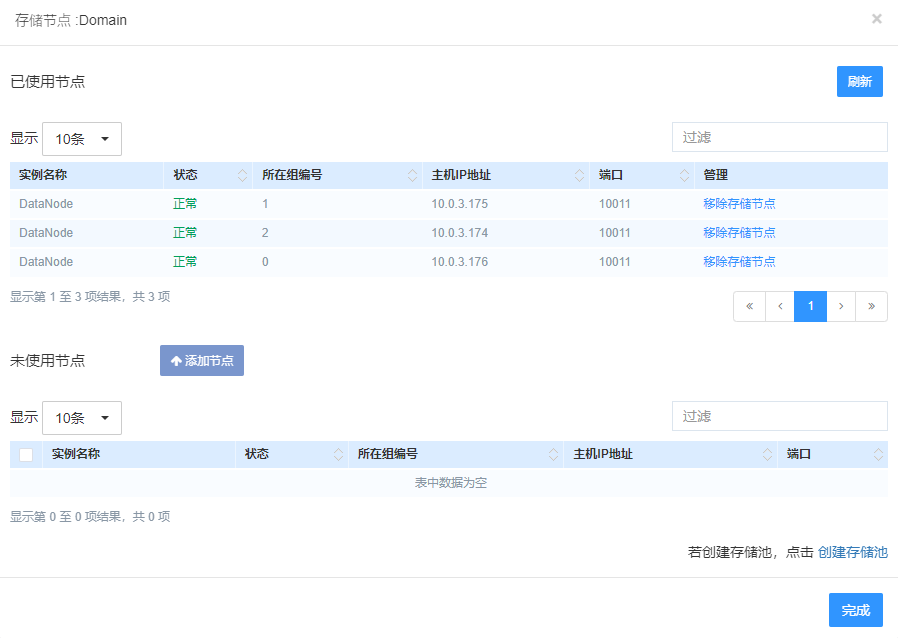 存储节点 :Domain ×
已使用节点 刷新
显示 10条 过滤
实例名称 状态 所在组编号 主机IP地址 端口 管理
DataNode 正常 1 10.0.3.175 10011 移除存储节点
DataNode 正常 2 10.0.3.174 10011 移除存储节点
DataNode 正常 0 10.0.3.176 10011 移除存储节点
显示第 1 至 3 项结果，共 3 项
« ‹ 1 › »
未使用节点 添加节点
显示 10条 过滤
实例名称 状态 所在组编号 主机IP地址 端口
表中数据为空
显示第 0 至 0 项结果，共 0 项
若创建存储池，点击 创建存储池
完成